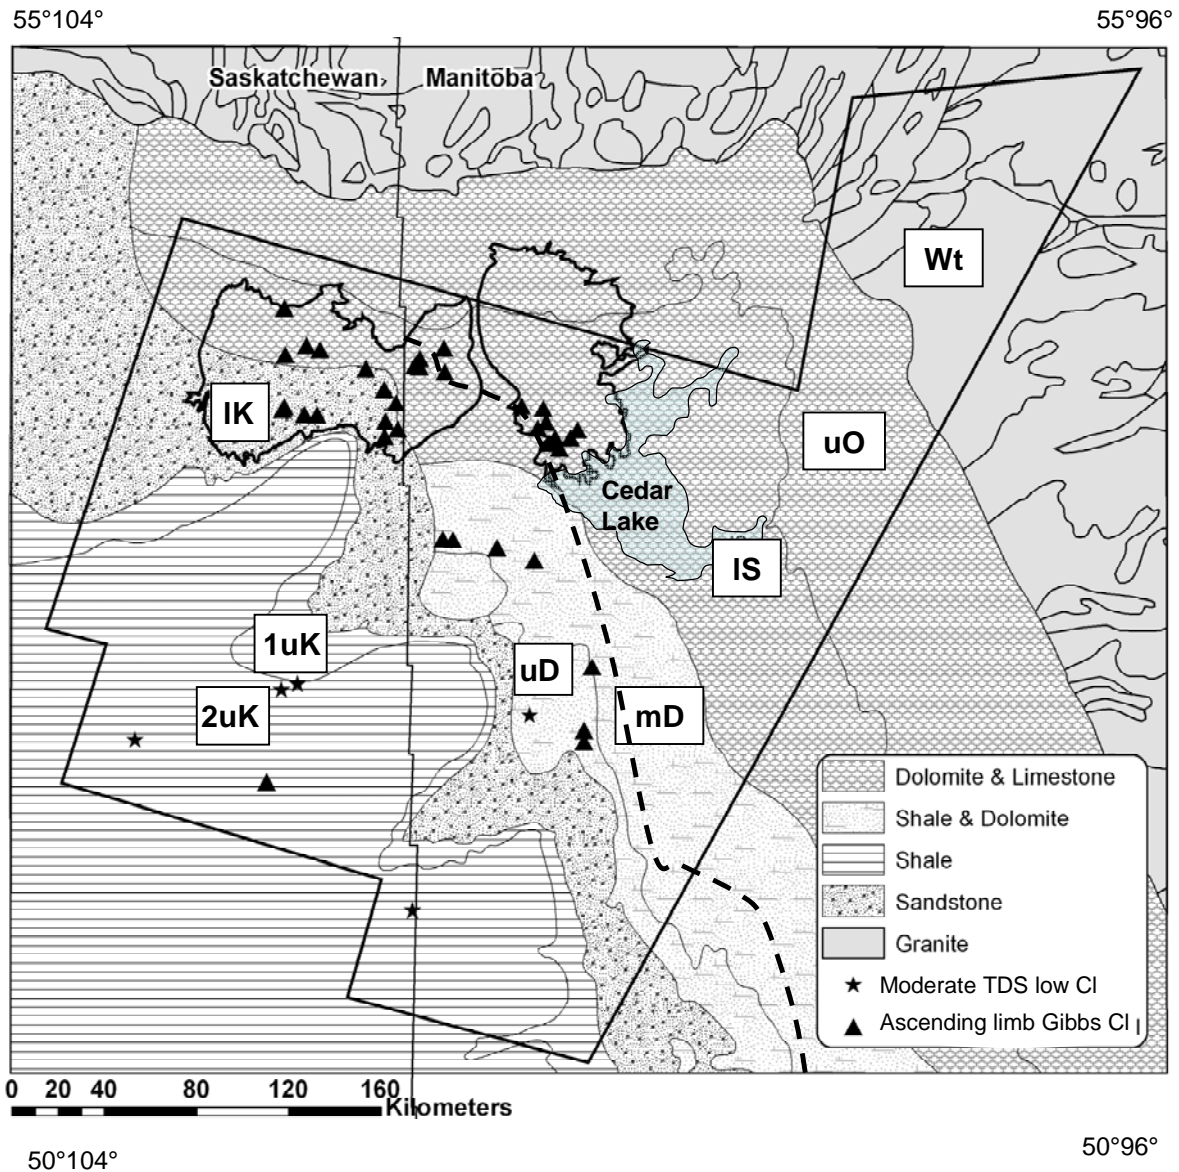 55°104°
55°96°
Saskatchewan
Manitoba
Wt
lK
uO
Cedar
Lake
lS
1uK
uD
2uK
mD
Dolomite & Limestone
Shale & Dolomite
Shale
Sandstone
Granite
Moderate TDS low Cl
Ascending limb Gibbs Cl
0 20 40 80 120 160
Kilometers
50°104°
50°96°